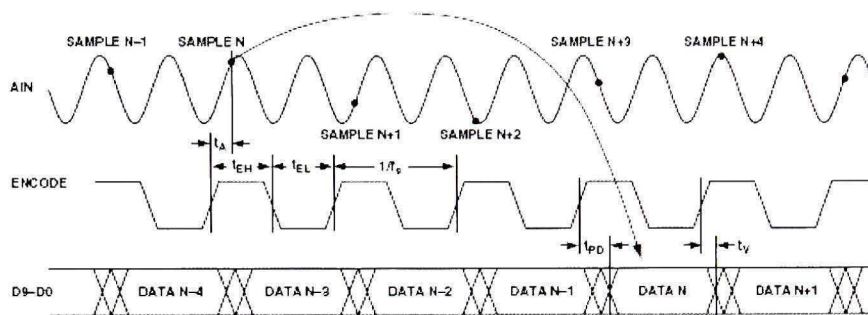 SAMPLE N–1 SAMPLE N SAMPLE N+3 SAMPLE N+4
AIN
SAMPLE N+1 SAMPLE N+2
tA
tEH tEL 1/fs
ENCODE
tPD tV
D9–D0 DATA N–4 DATA N–3 DATA N–2 DATA N–1 DATA N DATA N+1